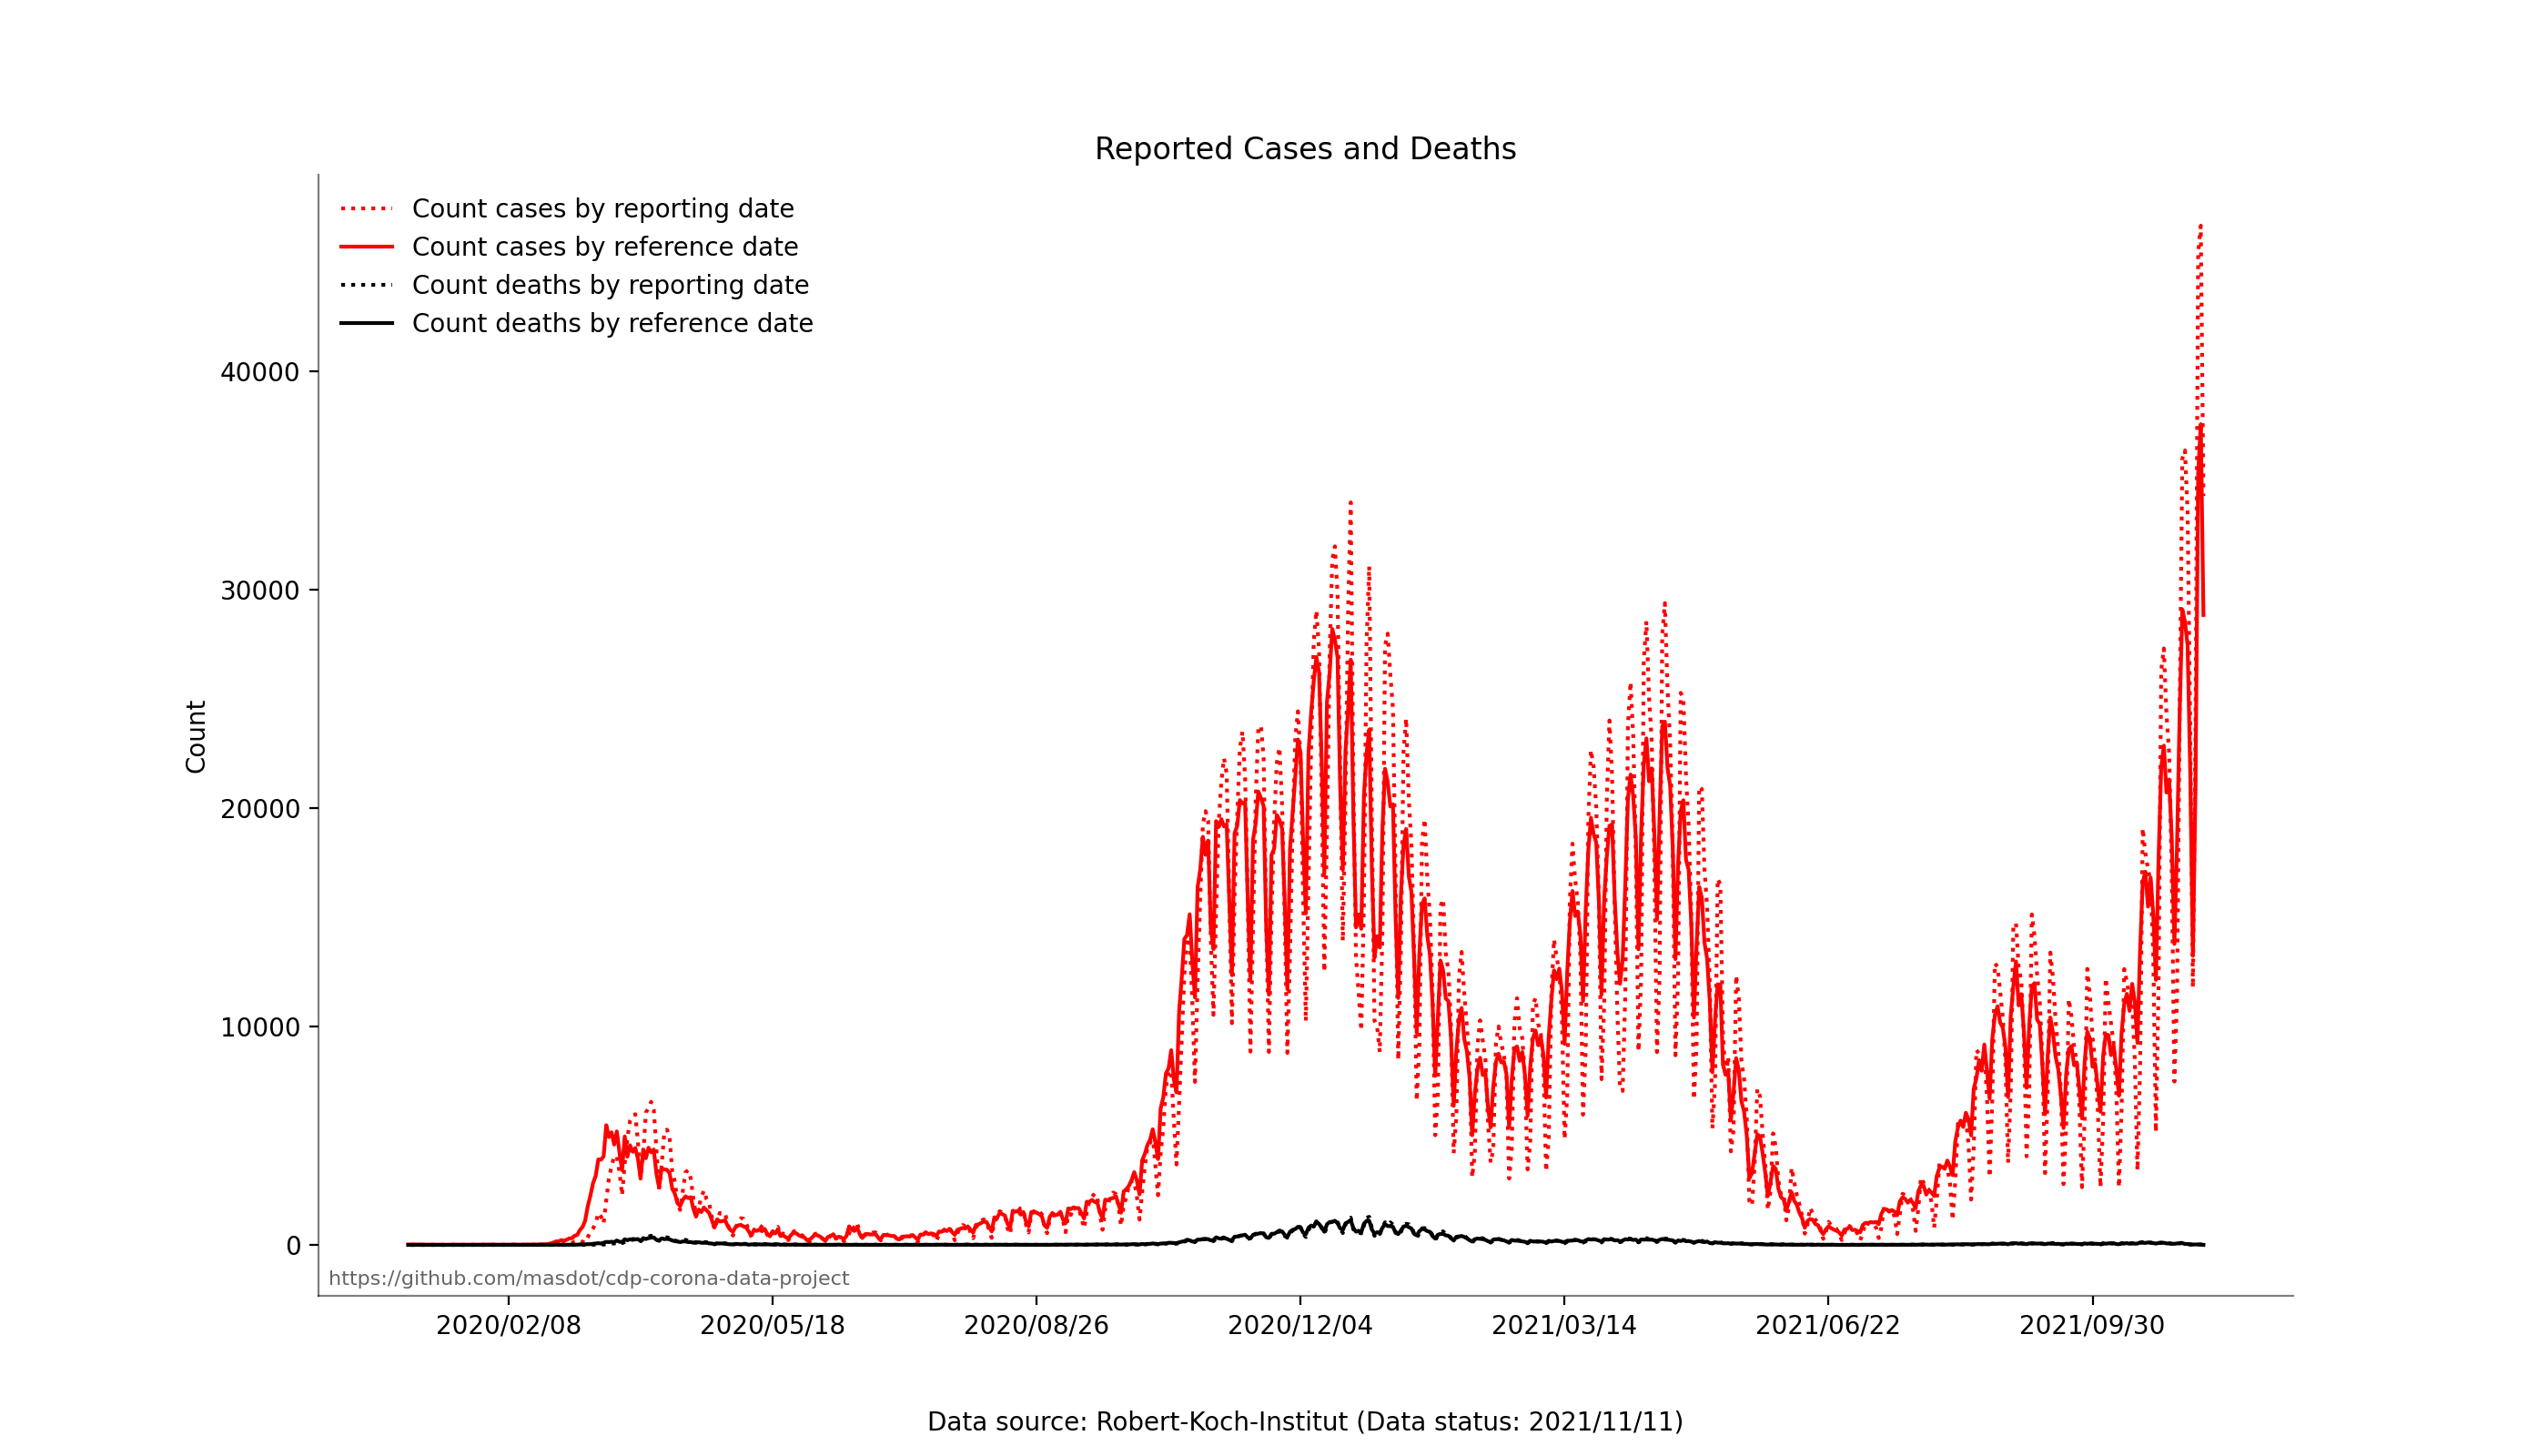 Reported Cases and Deaths
Count cases by reporting date
Count cases by reference date
Count deaths by reporting date
Count deaths by reference date
40000
30000
20000
10000
0
Count
https://github.com/masdot/cdp-corona-data-project
2020/02/08 2020/05/18 2020/08/26 2020/12/04 2021/03/14 2021/06/22 2021/09/30
Data source: Robert-Koch-Institut (Data status: 2021/11/11)